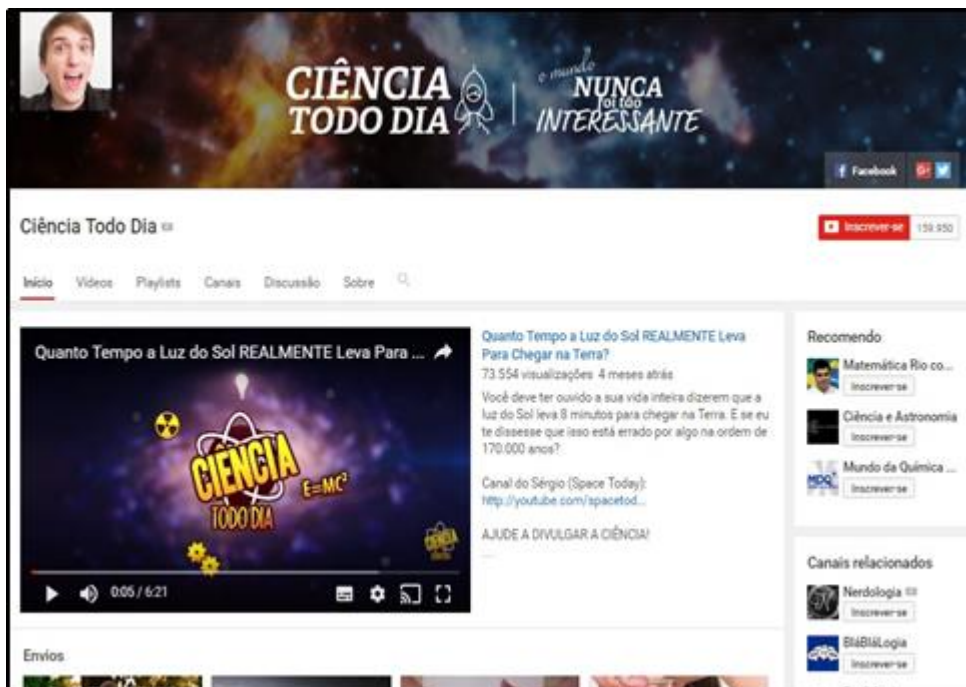 CIÊNCIA
TODO DIA
o mundo
NUNCA
foi tão
INTERESSANTE
Facebook
G+
Ciência Todo Dia
Inscrever-se 159.950
Início Vídeos Playlists Canais Discussão Sobre
Quanto Tempo a Luz do Sol REALMENTE Leva Para ...
CIÊNCIA
TODO DIA
E=MC²
CIÊNCIA
0:05 / 6:21
Quanto Tempo a Luz do Sol REALMENTE Leva
Para Chegar na Terra?
73.554 visualizações 4 meses atrás
Você deve ter ouvido a sua vida inteira dizerem que a
luz do Sol leva 8 minutos para chegar na Terra. E se eu
te dissesse que isso está errado por algo na ordem de
170.000 anos?
Canal do Sérgio (Space Today):
http://youtube.com/spacetod...
AJUDE A DIVULGAR A CIÊNCIA!
...
Recomendo
Matemática Rio co...
Inscrever-se
Ciência e Astronomia
Inscrever-se
MDQ
Mundo da Química ...
Inscrever-se
Canais relacionados
Nerdologia
Inscrever-se
BláBláLogia
Inscrever-se
Envios